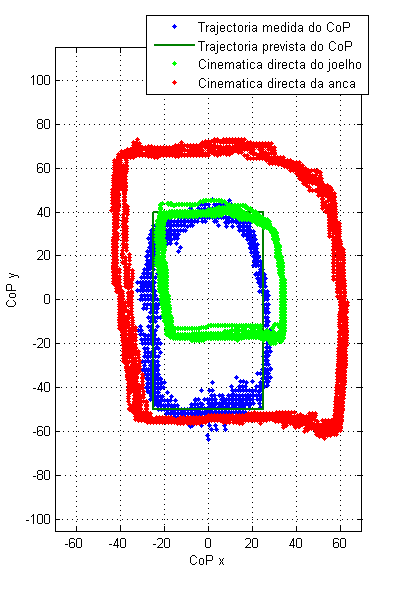 Trajectoria medida do CoP
Trajectoria prevista do CoP
Cinematica directa do joelho
Cinematica directa da anca
100
80
60
40
20
0
-20
-40
-60
-80
-100
CoP y
-60 -40 -20 0 20 40 60
CoP x